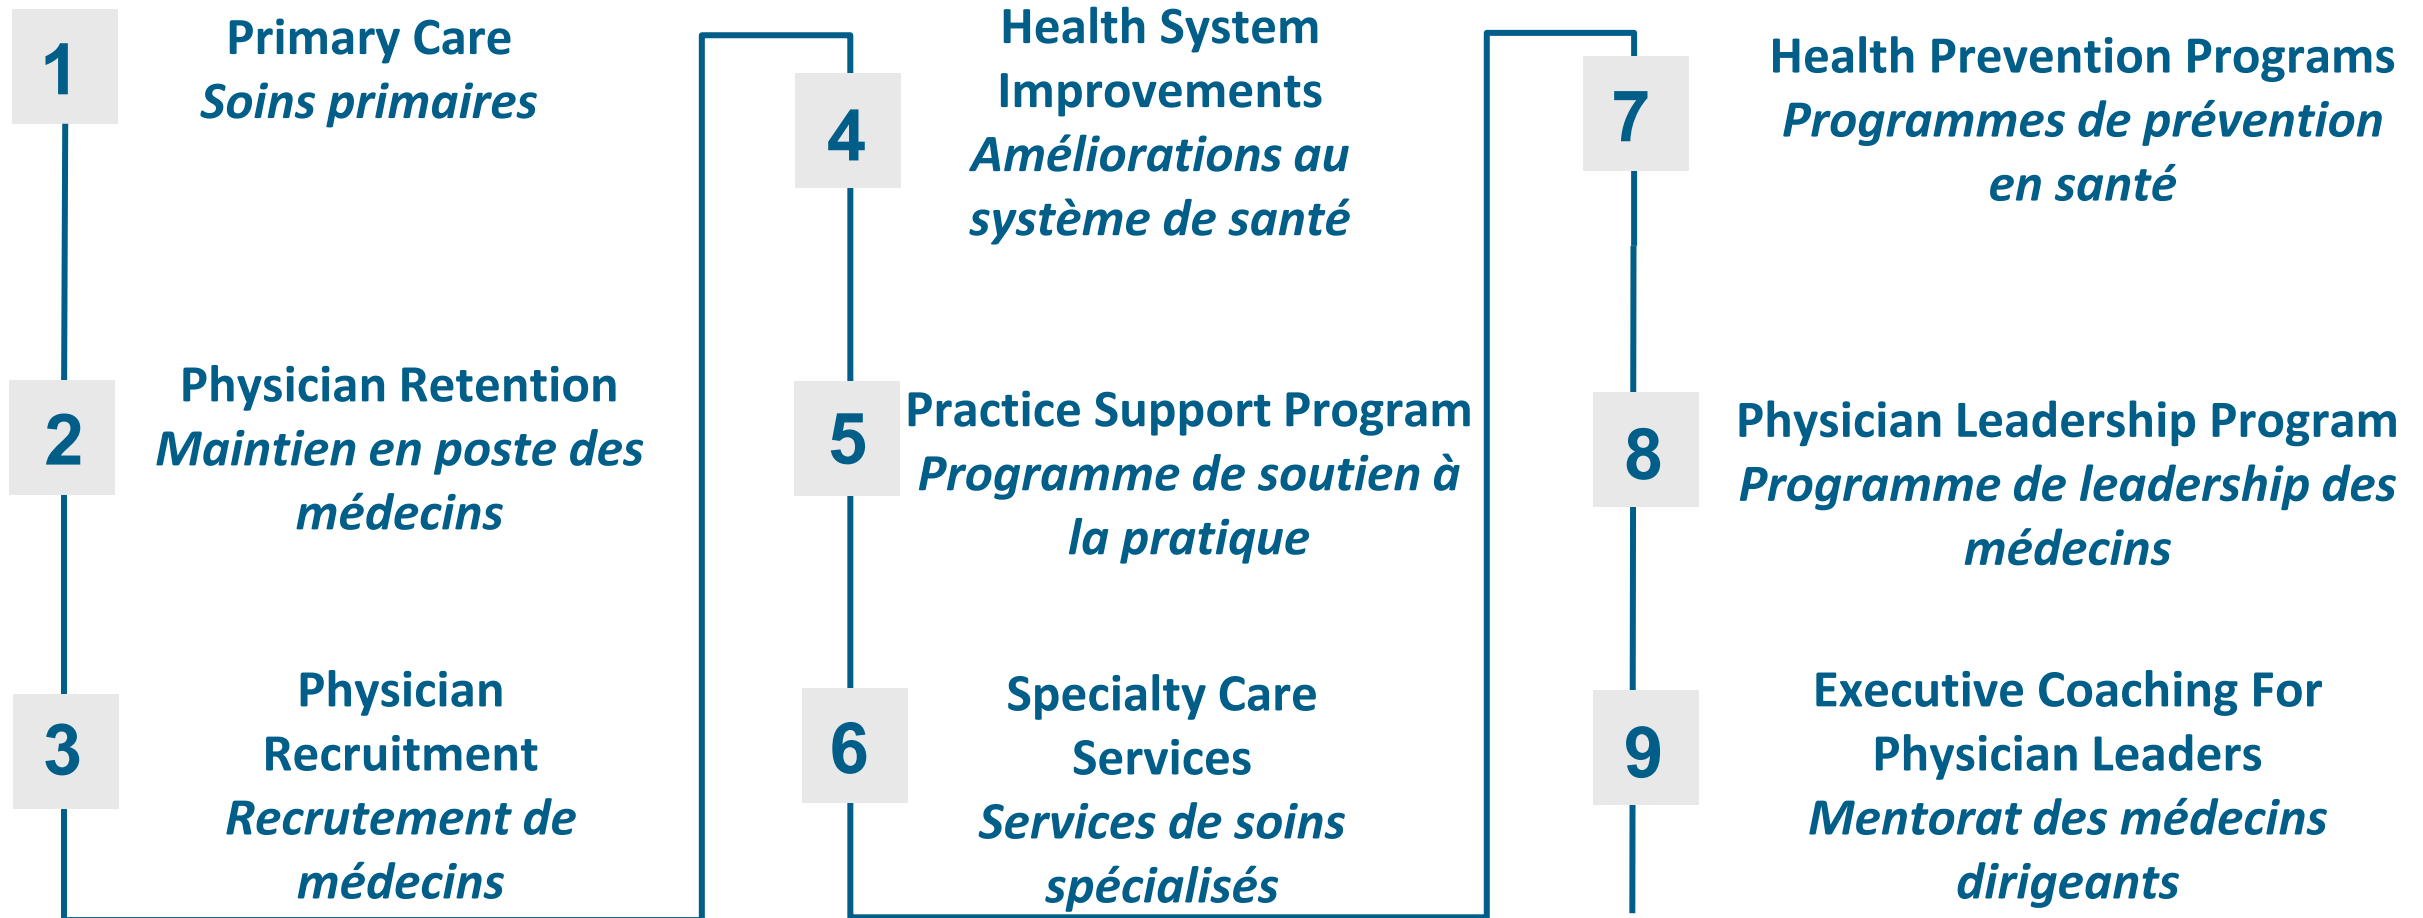 1
Primary Care
Soins primaires
2
Physician Retention
Maintien en poste des
médecins
3
Physician
Recruitment
Recrutement de
médecins
4
Health System
Improvements
Améliorations au
système de santé
5
Practice Support Program
Programme de soutien à
la pratique
6
Specialty Care
Services
Services de soins
spécialisés
7
Health Prevention Programs
Programmes de prévention
en santé
8
Physician Leadership Program
Programme de leadership des
médecins
9
Executive Coaching For
Physician Leaders
Mentorat des médecins
dirigeants